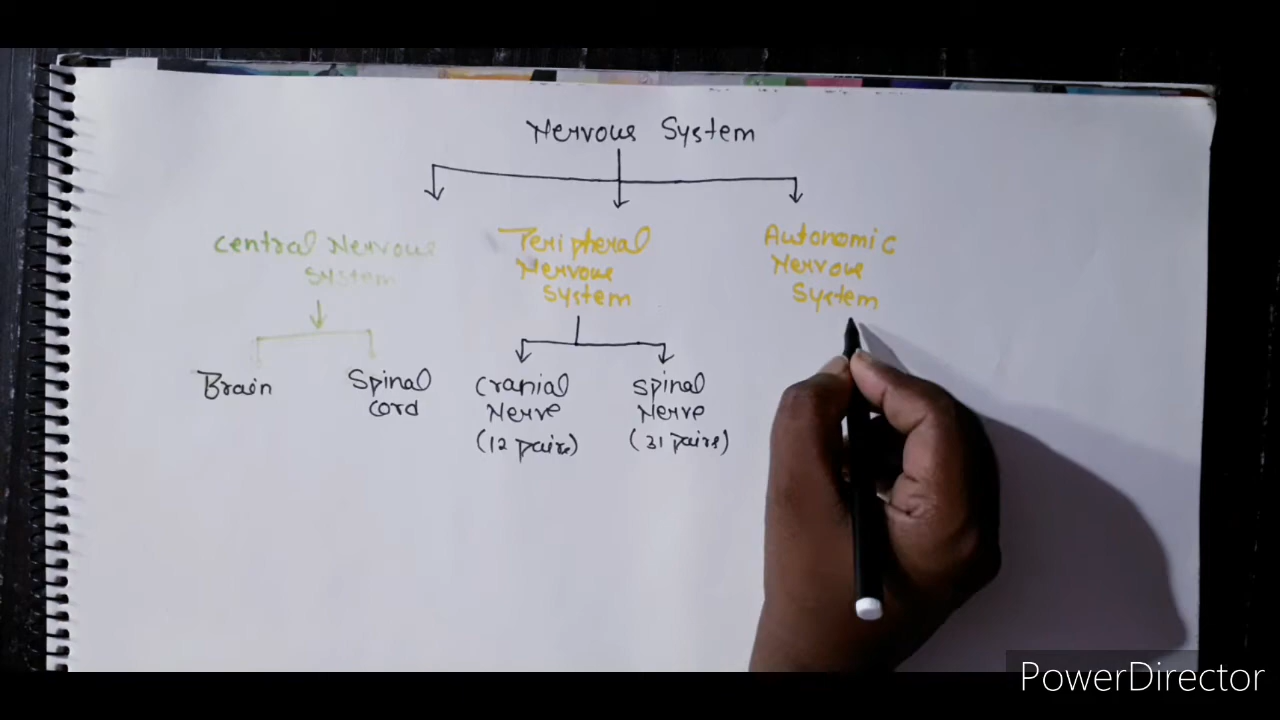 Nervous System
Central Nervous
System
Peripheral
Nervous
System
Autonomic
Nervous
System
Brain
Spinal
cord
Cranial
Nerve
(12 pairs)
Spinal
Nerve
(31 pairs)
PowerDirector